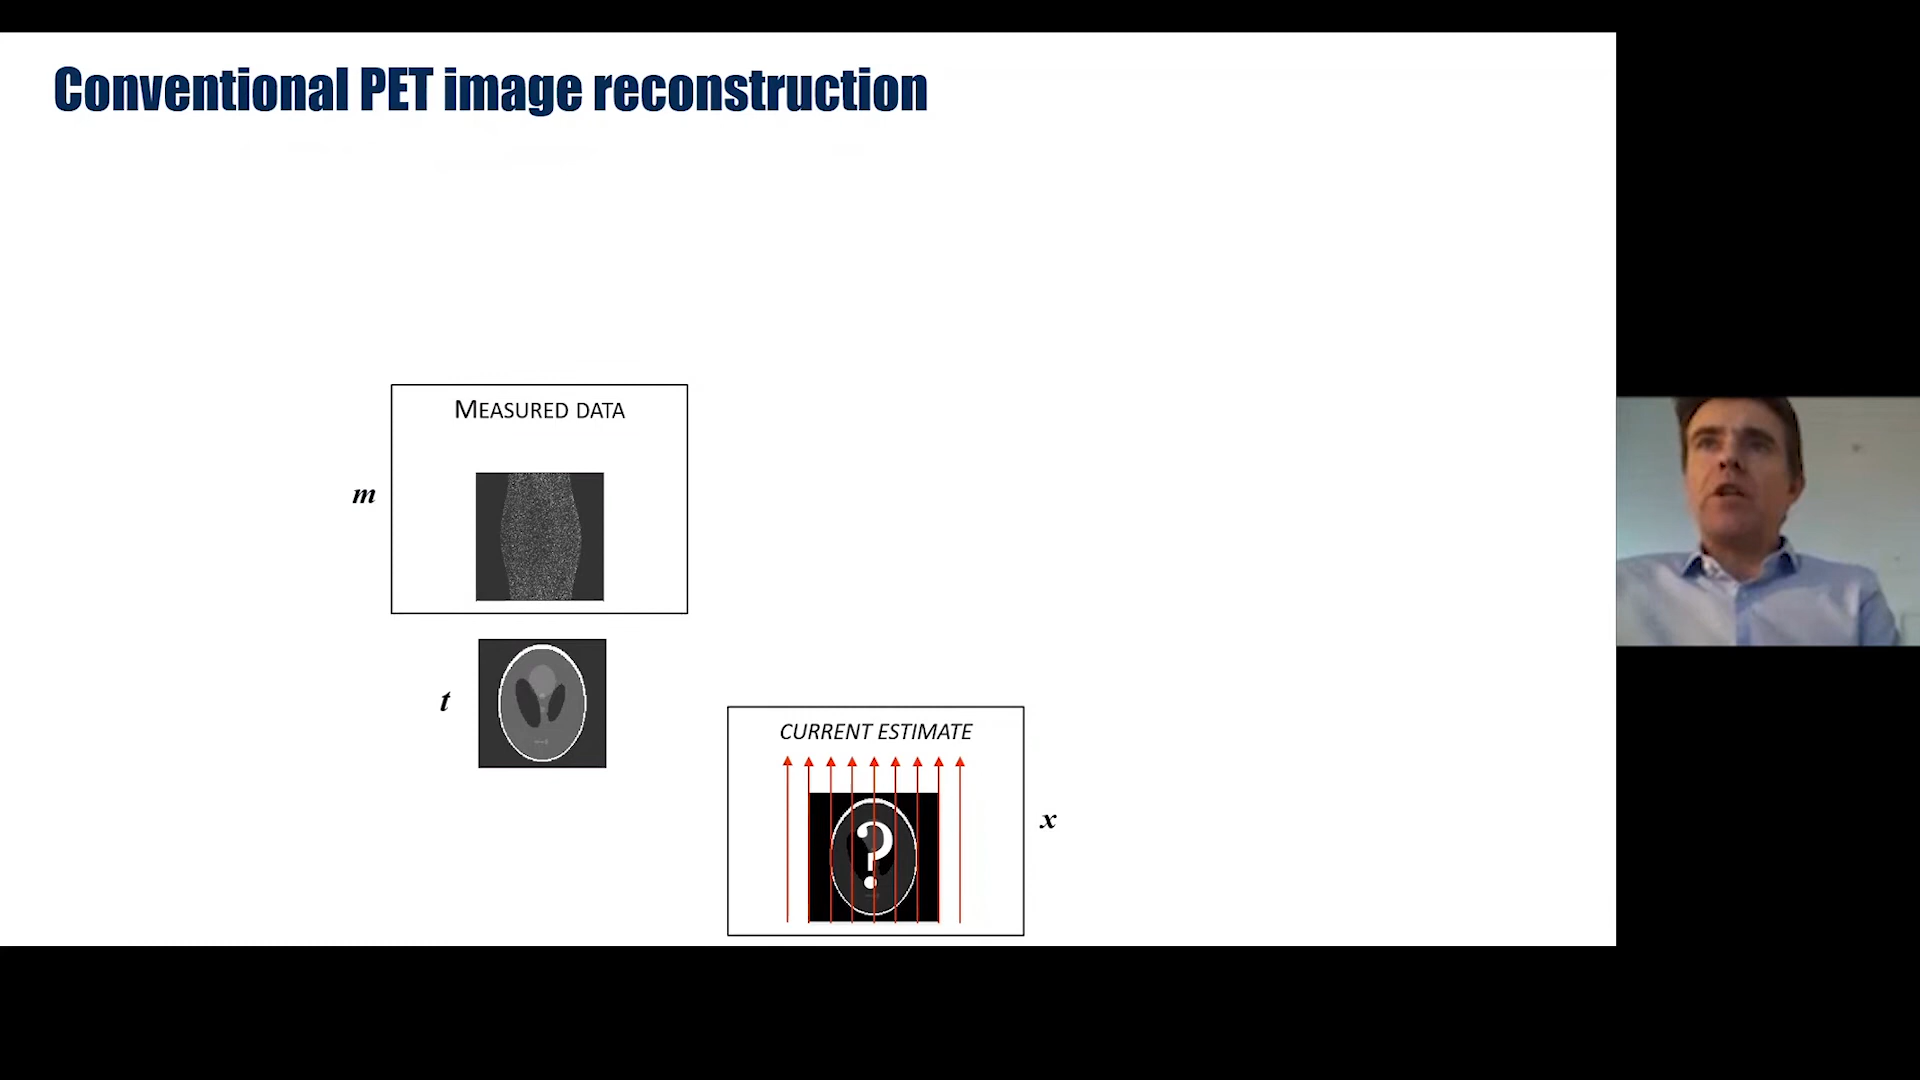 Conventional PET image reconstruction
MEASURED DATA
m
t
CURRENT ESTIMATE
?
x